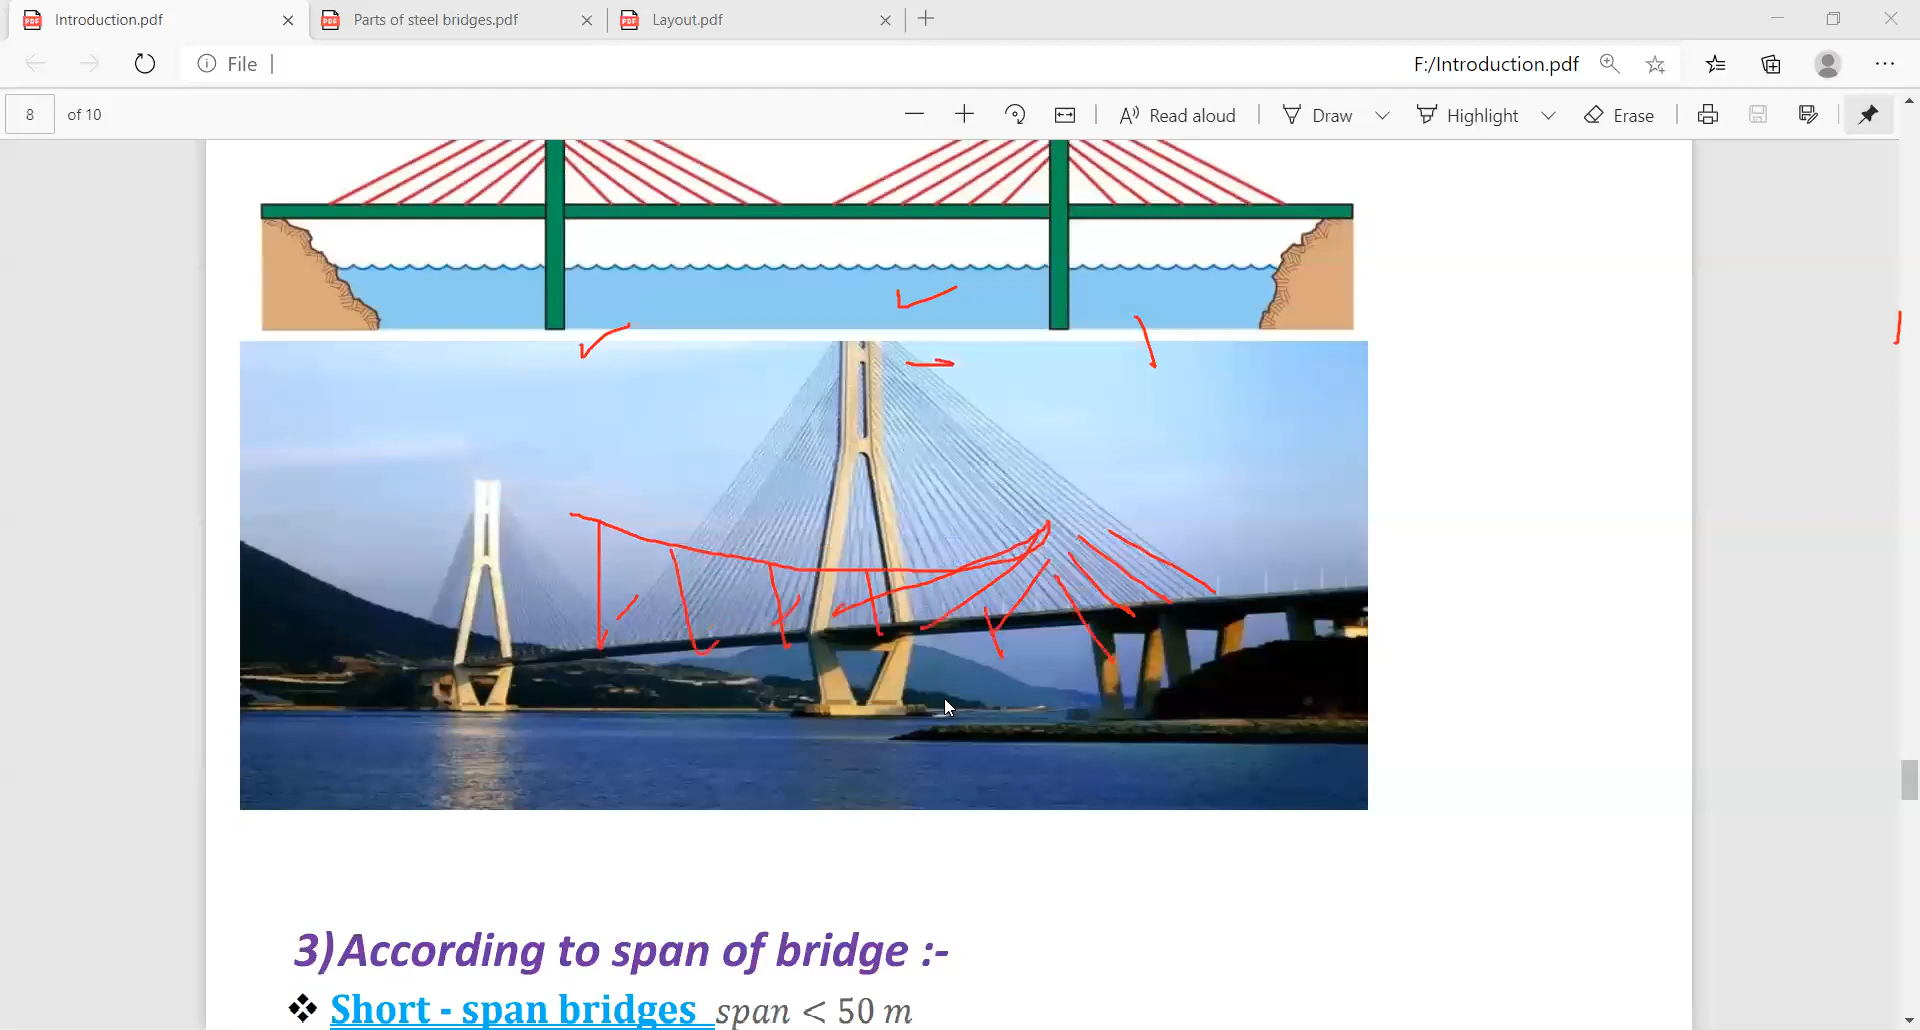 Introduction.pdf
Parts of steel bridges.pdf
Layout.pdf
File
F:/Introduction.pdf
8 of 10
Read aloud
Draw
Highlight
Erase
3)According to span of bridge :-
❖ Short - span bridges span < 50 m